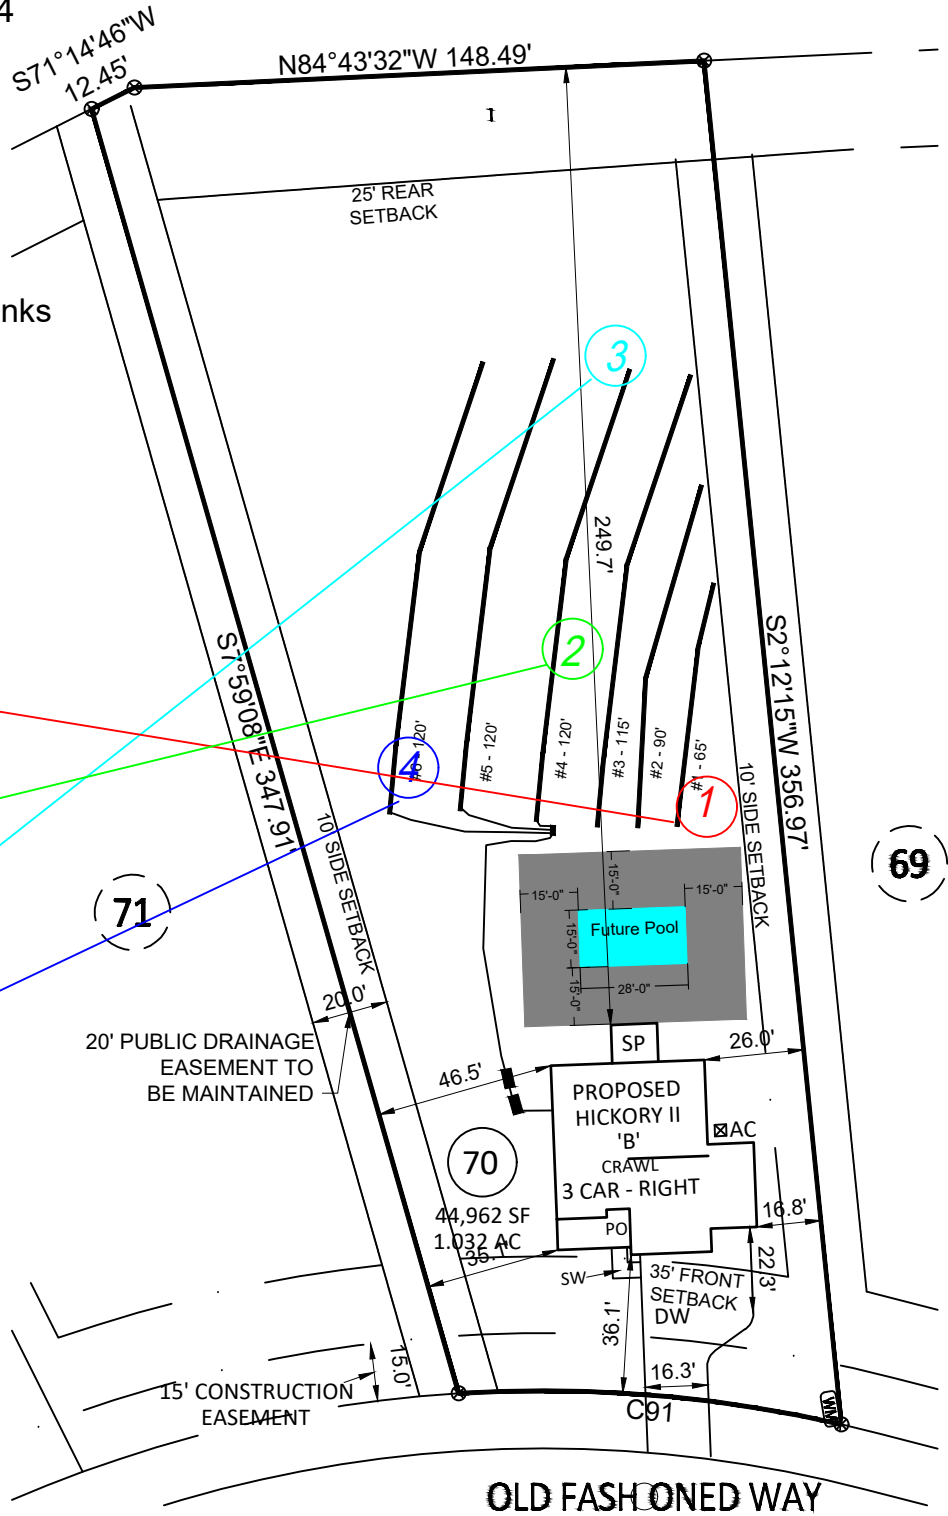 4
S71°14'46"W
12.45'
N84°43'32"W 148.49'
1
25' REAR
SETBACK
nks
3
249.7'
2
S7°59'08"E 347.91'
S2°12'15"W 356.97'
#6 - 120'
#5 - 120'
#4 - 120'
#3 - 115'
#2 - 90'
#1 - 65'
4
1
10' SIDE SETBACK
10' SIDE SETBACK
69
71
15'-0"
15'-0"
15'-0"
15'-0"
Future Pool
15'-0"
28'-0"
20.0'
20' PUBLIC DRAINAGE
EASEMENT TO
BE MAINTAINED
SP
26.0'
46.5'
PROPOSED
HICKORY II
'B'
CRAWL
3 CAR - RIGHT
AC
70
44,962 SF
1.032 AC
35.1'
16.8'
PO
SW
35' FRONT
SETBACK
DW
22.3'
36.1'
15.0'
16.3'
15' CONSTRUCTION
EASEMENT
C91
WM
OLD FASHIONED WAY